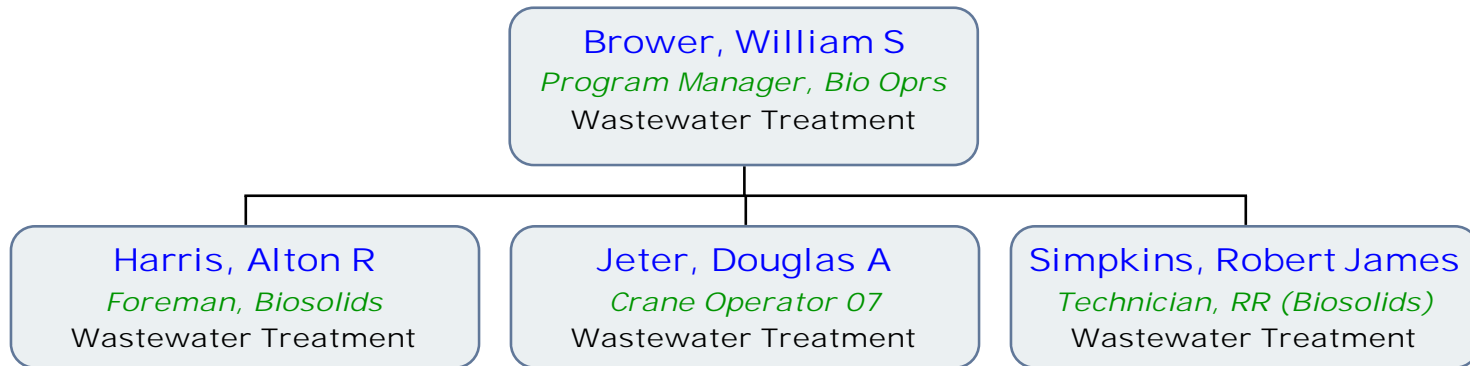 Brower, William S
Program Manager, Bio Oprs
Wastewater Treatment
Harris, Alton R
Foreman, Biosolids
Wastewater Treatment
Jeter, Douglas A
Crane Operator 07
Wastewater Treatment
Simpkins, Robert James
Technician, RR (Biosolids)
Wastewater Treatment